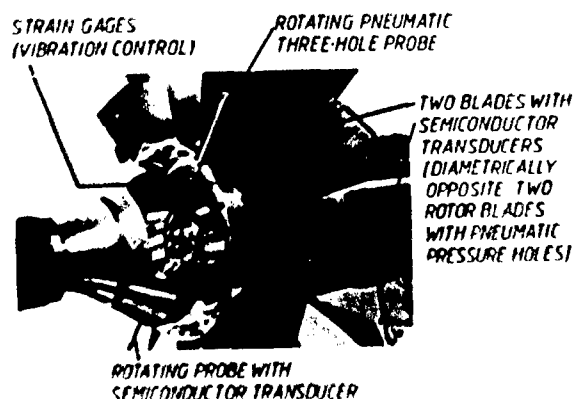 STRAIN GAGES
(VIBRATION CONTROL)
ROTATING PNEUMATIC
THREE-HOLE PROBE
TWO BLADES WITH
SEMICONDUCTOR
TRANSDUCERS
(DIAMETRICALLY
OPPOSITE TWO
ROTOR BLADES
WITH PNEUMATIC
PRESSURE HOLES)
ROTATING PROBE WITH
SEMICONDUCTOR TRANSDUCER